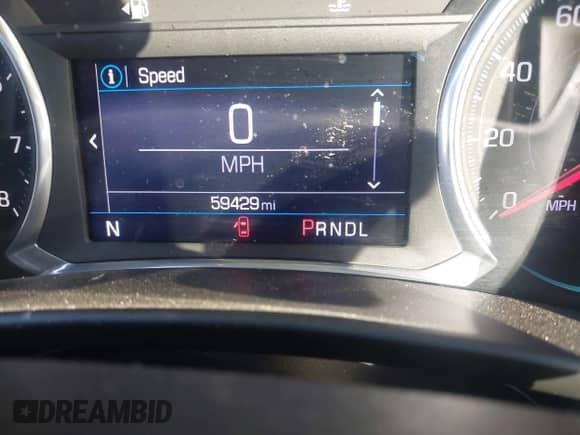 60
i Speed
40
0
7
20
MPH
8
59429 mi
0
MPH
N
PRNDL
DREAMBID